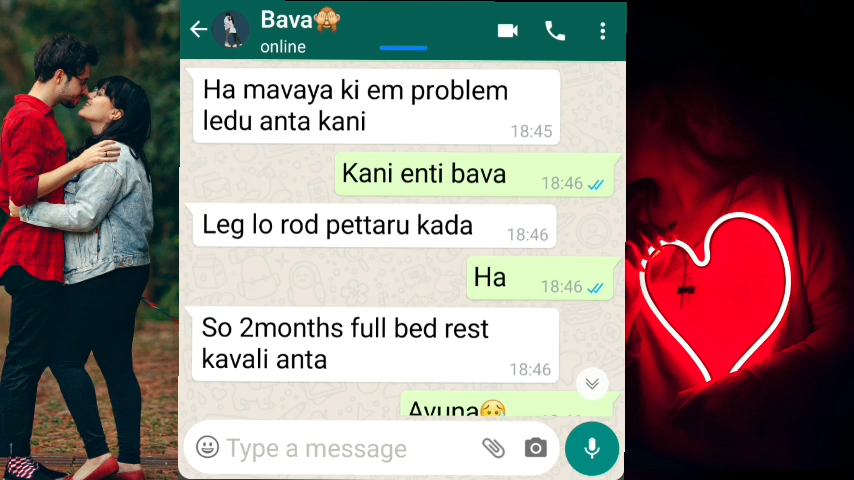 Bava🙈
online
Ha mavaya ki em problem
ledu anta kani
18:45
Kani enti bava
18:46
Leg lo rod pettaru kada
18:46
Ha
18:46
So 2months full bed rest
kavali anta
18:46
Avuna😥
Type a message